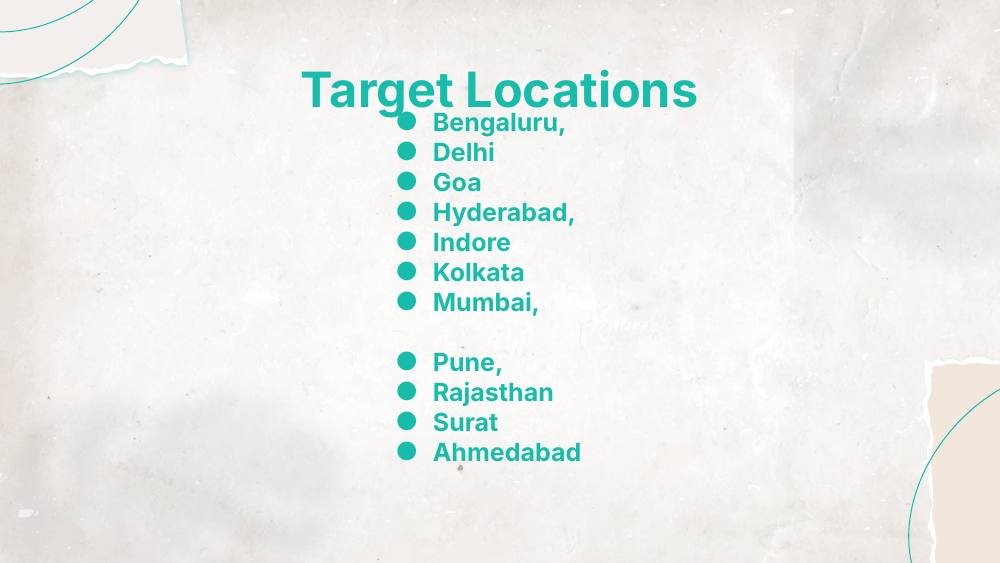 Target Locations
● Bengaluru,
● Delhi
● Goa
● Hyderabad,
● Indore
● Kolkata
● Mumbai,
● Pune,
● Rajasthan
● Surat
● Ahmedabad